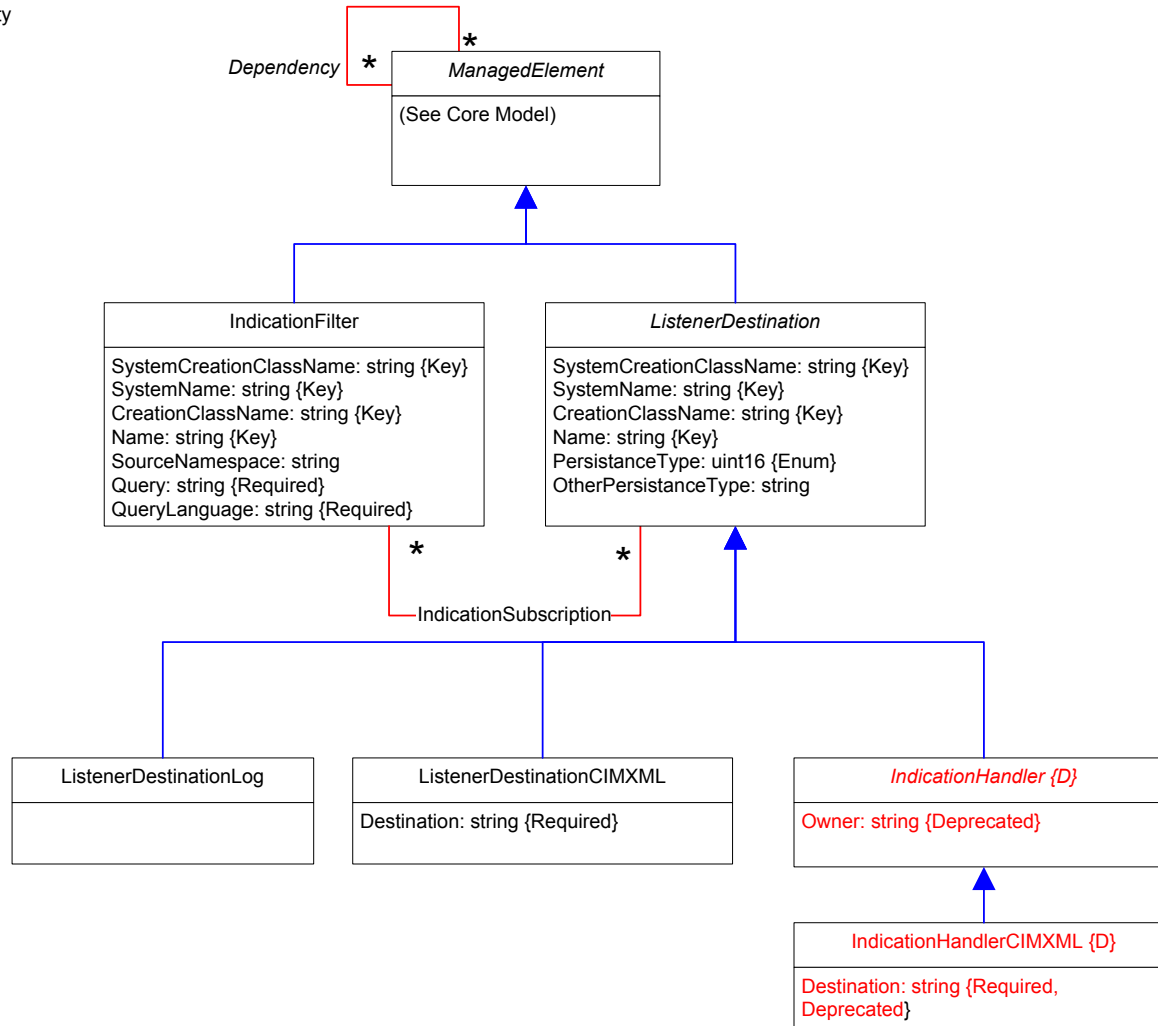 ty
*
Dependency
*
ManagedElement
(See Core Model)
IndicationFilter
SystemCreationClassName: string {Key}
SystemName: string {Key}
CreationClassName: string {Key}
Name: string {Key}
SourceNamespace: string
Query: string {Required}
QueryLanguage: string {Required}
ListenerDestination
SystemCreationClassName: string {Key}
SystemName: string {Key}
CreationClassName: string {Key}
Name: string {Key}
PersistanceType: uint16 {Enum}
OtherPersistanceType: string
*
*
IndicationSubscription
ListenerDestinationLog
ListenerDestinationCIMXML
Destination: string {Required}
IndicationHandler {D}
Owner: string {Deprecated}
IndicationHandlerCIMXML {D}
Destination: string {Required,
Deprecated}